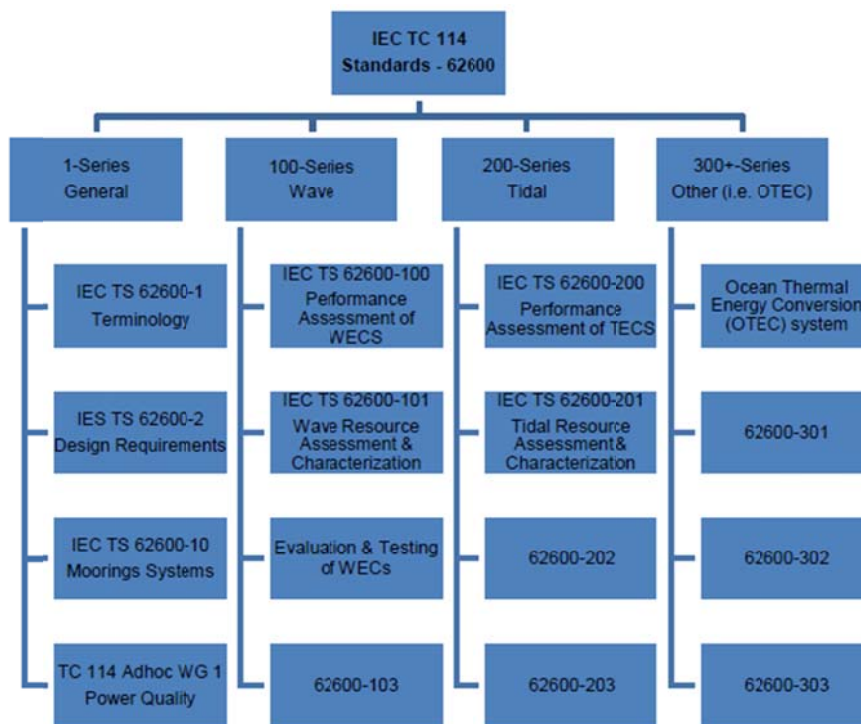 IEC TC 114
Standards - 62600
1-Series
General
100-Series
Wave
200-Series
Tidal
300+-Series
Other (i.e. OTEC)
IEC TS 62600-1
Terminology
IES TS 62600-2
Design Requirements
IEC TS 62600-10
Moorings Systems
TC 114 Adhoc WG 1
Power Quality
IEC TS 62600-100
Performance
Assessment of
WECS
IEC TS 62600-101
Wave Resource
Assessment &
Characterization
Evaluation & Testing
of WECs
62600-103
IEC TS 62600-200
Performance
Assessment of TECS
IEC TS 62600-201
Tidal Resource
Assessment&
Characterization
62600-202
62600-203
Ocean Thermal
Energy Conversion
(OTEC) system
62600-301
62600-302
62600-303